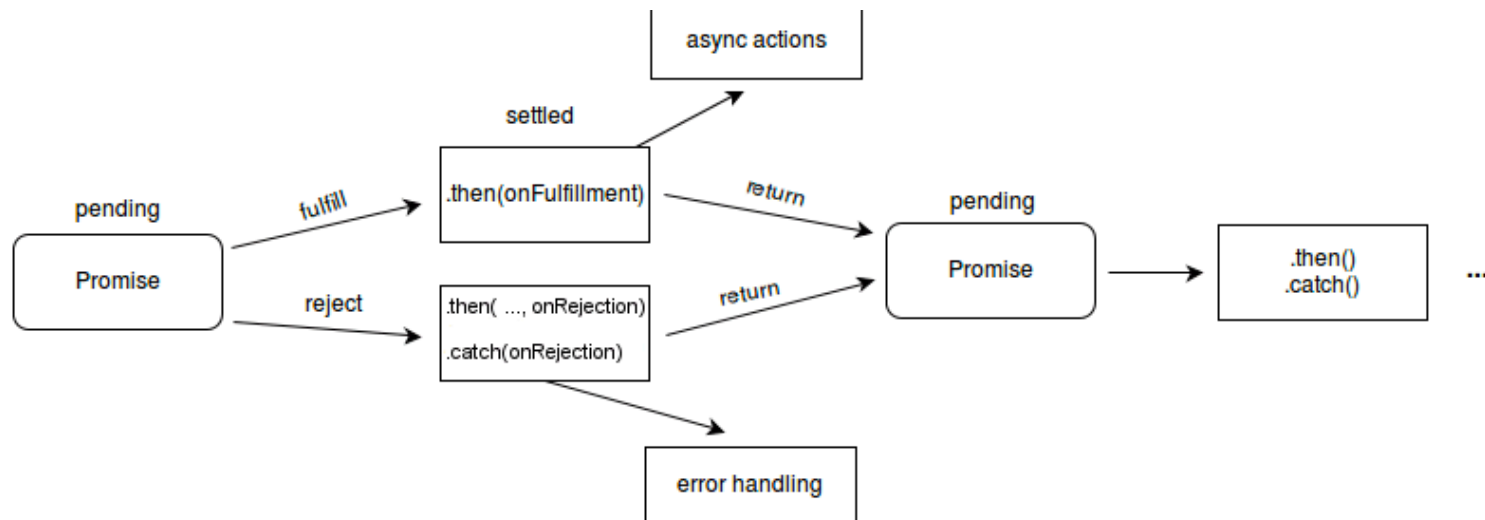 async actions
settled
.then(onFulfillment)
pending
fulfill
return
pending
Promise
Promise
.then()
.catch()
...
reject
.then( ..., onRejection)
.catch(onRejection)
return
error handling